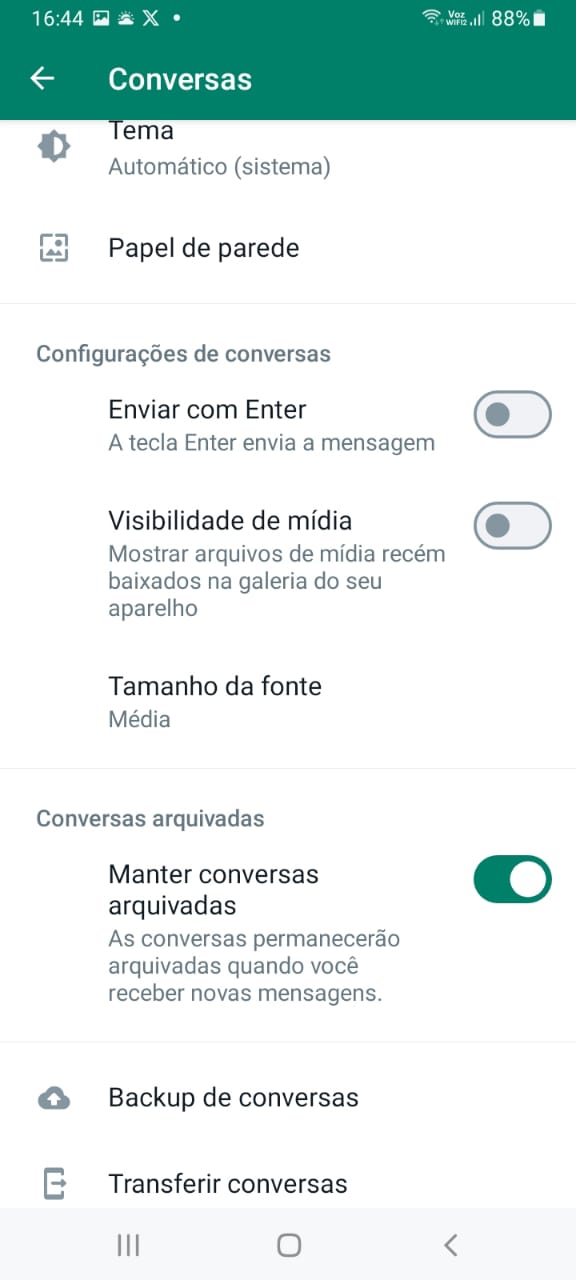 16:44 Voz WIFI2 88%
Conversas
Tema
Automático (sistema)
Papel de parede
Configurações de conversas
Enviar com Enter
A tecla Enter envia a mensagem
Visibilidade de mídia
Mostrar arquivos de mídia recém
baixados na galeria do seu
aparelho
Tamanho da fonte
Média
Conversas arquivadas
Manter conversas
arquivadas
As conversas permanecerão
arquivadas quando você
receber novas mensagens.
Backup de conversas
Transferir conversas